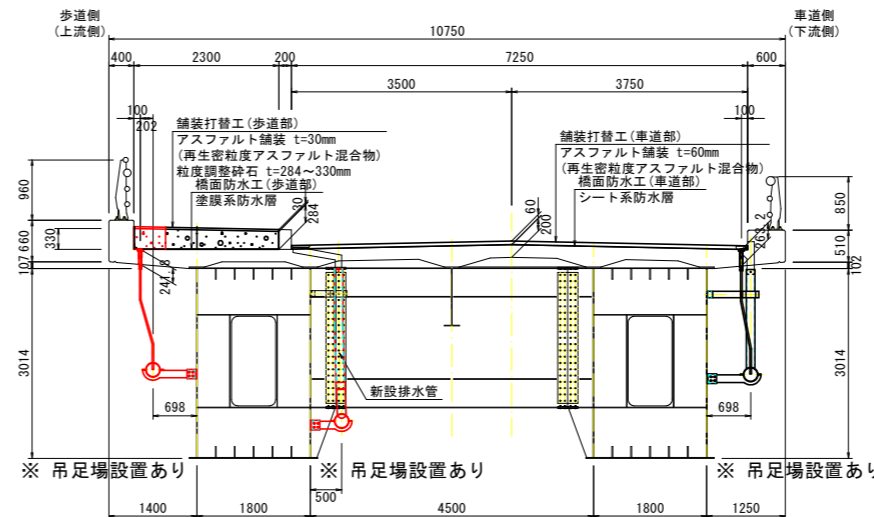 歩道側
(上流側)
車道側
(下流側)
10750
400
2300
200
7250
600
3500
3750
100
202
100
舗装打替工(歩道部)
アスファルト舗装 t=30mm
(再生密粒度アスファルト混合物)
粒度調整砕石 t=284～330mm
橋面防水工(歩道部)
塗膜系防水層
舗装打替工(車道部)
アスファルト舗装 t=60mm
(再生密粒度アスファルト混合物)
橋面防水工(車道部)
シート系防水層
30
284
60
200
960
660
330
107
3014
850
510
102
3014
698
新設排水管
698
※ 吊足場設置あり
※ 吊足場設置あり
※ 吊足場設置あり
500
1400
1800
4500
1800
1250